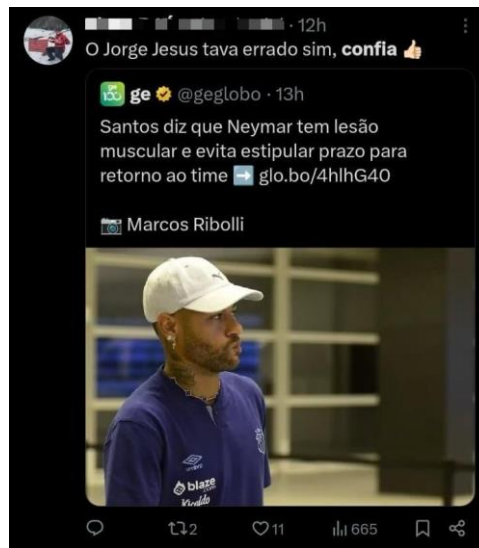 · 12h
O Jorge Jesus tava errado sim, confia 👍🏻
ge @geglobo · 13h
Santos diz que Neymar tem lesão
muscular e evita estipular prazo para
retorno ao time ➡️ glo.bo/4hlhG40
📷 Marcos Ribolli
umbro
blaze
Kicaldo
2
11
665